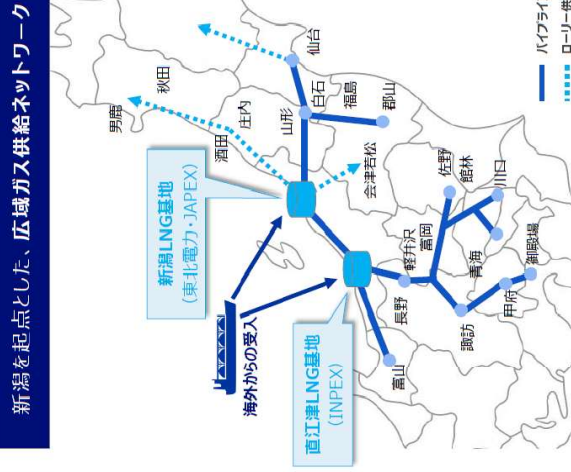 新潟を起点とした、広域ガス供給ネットワーク
男鹿
秋田
酒田
庄内
新潟LNG基地
(東北電力・JAPEX)
山形
仙台
白石
福島
郡山
会津若松
海外からの受入
直江津LNG基地
(INPEX)
富山
長野
軽井沢
富岡
佐野
館林
川口
青海
諏訪
甲府
御殿場
パイプライン
ローリー供